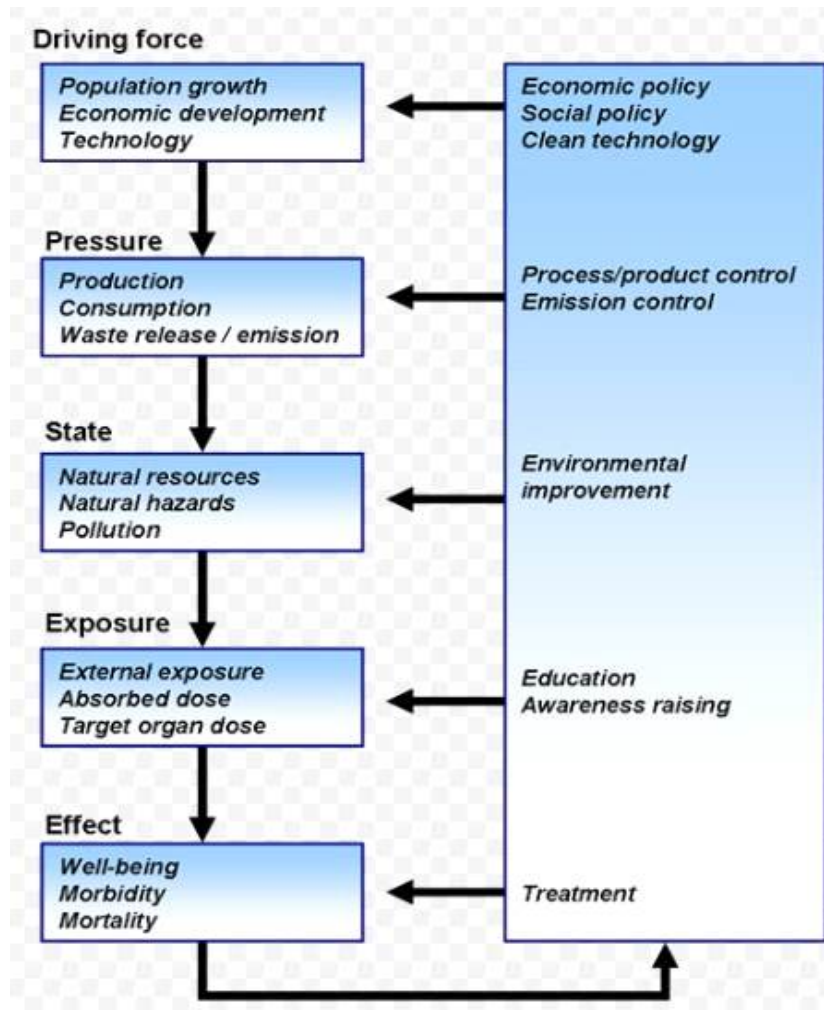 Driving force
Population growth
Economic development
Technology
Pressure
Production
Consumption
Waste release / emission
State
Natural resources
Natural hazards
Pollution
Exposure
External exposure
Absorbed dose
Target organ dose
Effect
Well-being
Morbidity
Mortality
Economic policy
Social policy
Clean technology
Process/product control
Emission control
Environmental
improvement
Education
Awareness raising
Treatment